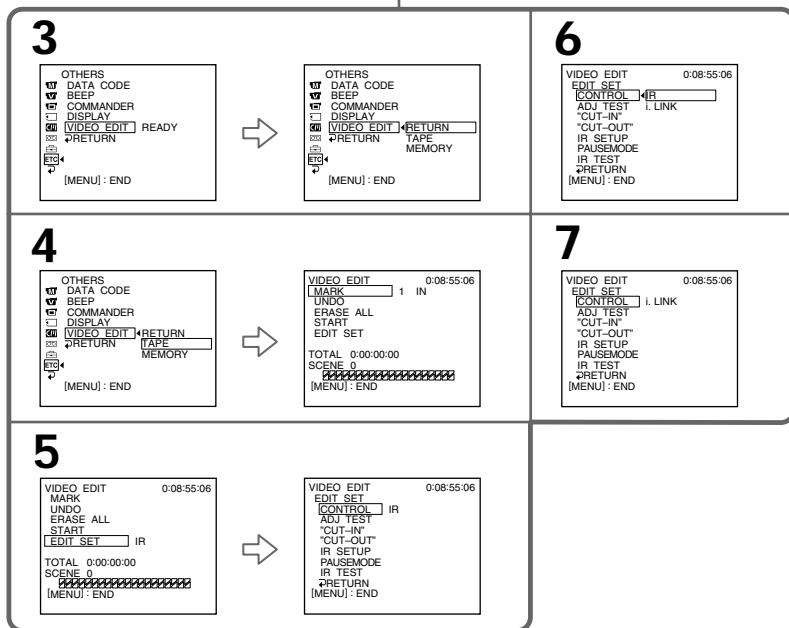 3
OTHERS
DATA CODE
BEEP
COMMANDER
DISPLAY
VIDEO EDIT READY
RETURN
ETC
[MENU] : END
OTHERS
DATA CODE
BEEP
COMMANDER
DISPLAY
VIDEO EDIT RETURN
RETURN TAPE
MEMORY
ETC
[MENU] : END
6
VIDEO EDIT 0:08:55:06
EDIT SET
CONTROL IR
ADJ TEST i. LINK
"CUT–IN"
"CUT–OUT"
IR SETUP
PAUSEMODE
IR TEST
RETURN
[MENU] : END
4
OTHERS
DATA CODE
BEEP
COMMANDER
DISPLAY
VIDEO EDIT RETURN
RETURN TAPE
MEMORY
ETC
[MENU] : END
VIDEO EDIT 0:08:55:06
MARK 1 IN
UNDO
ERASE ALL
START
EDIT SET
TOTAL 0:00:00:00
SCENE 0
[MENU] : END
7
VIDEO EDIT 0:08:55:06
EDIT SET
CONTROL i. LINK
ADJ TEST
"CUT–IN"
"CUT–OUT"
IR SETUP
PAUSEMODE
IR TEST
RETURN
[MENU] : END
5
VIDEO EDIT 0:08:55:06
MARK
UNDO
ERASE ALL
START
EDIT SET IR
TOTAL 0:00:00:00
SCENE 0
[MENU] : END
VIDEO EDIT 0:08:55:06
EDIT SET
CONTROL IR
ADJ TEST
"CUT–IN"
"CUT–OUT"
IR SETUP
PAUSEMODE
IR TEST
RETURN
[MENU] : END